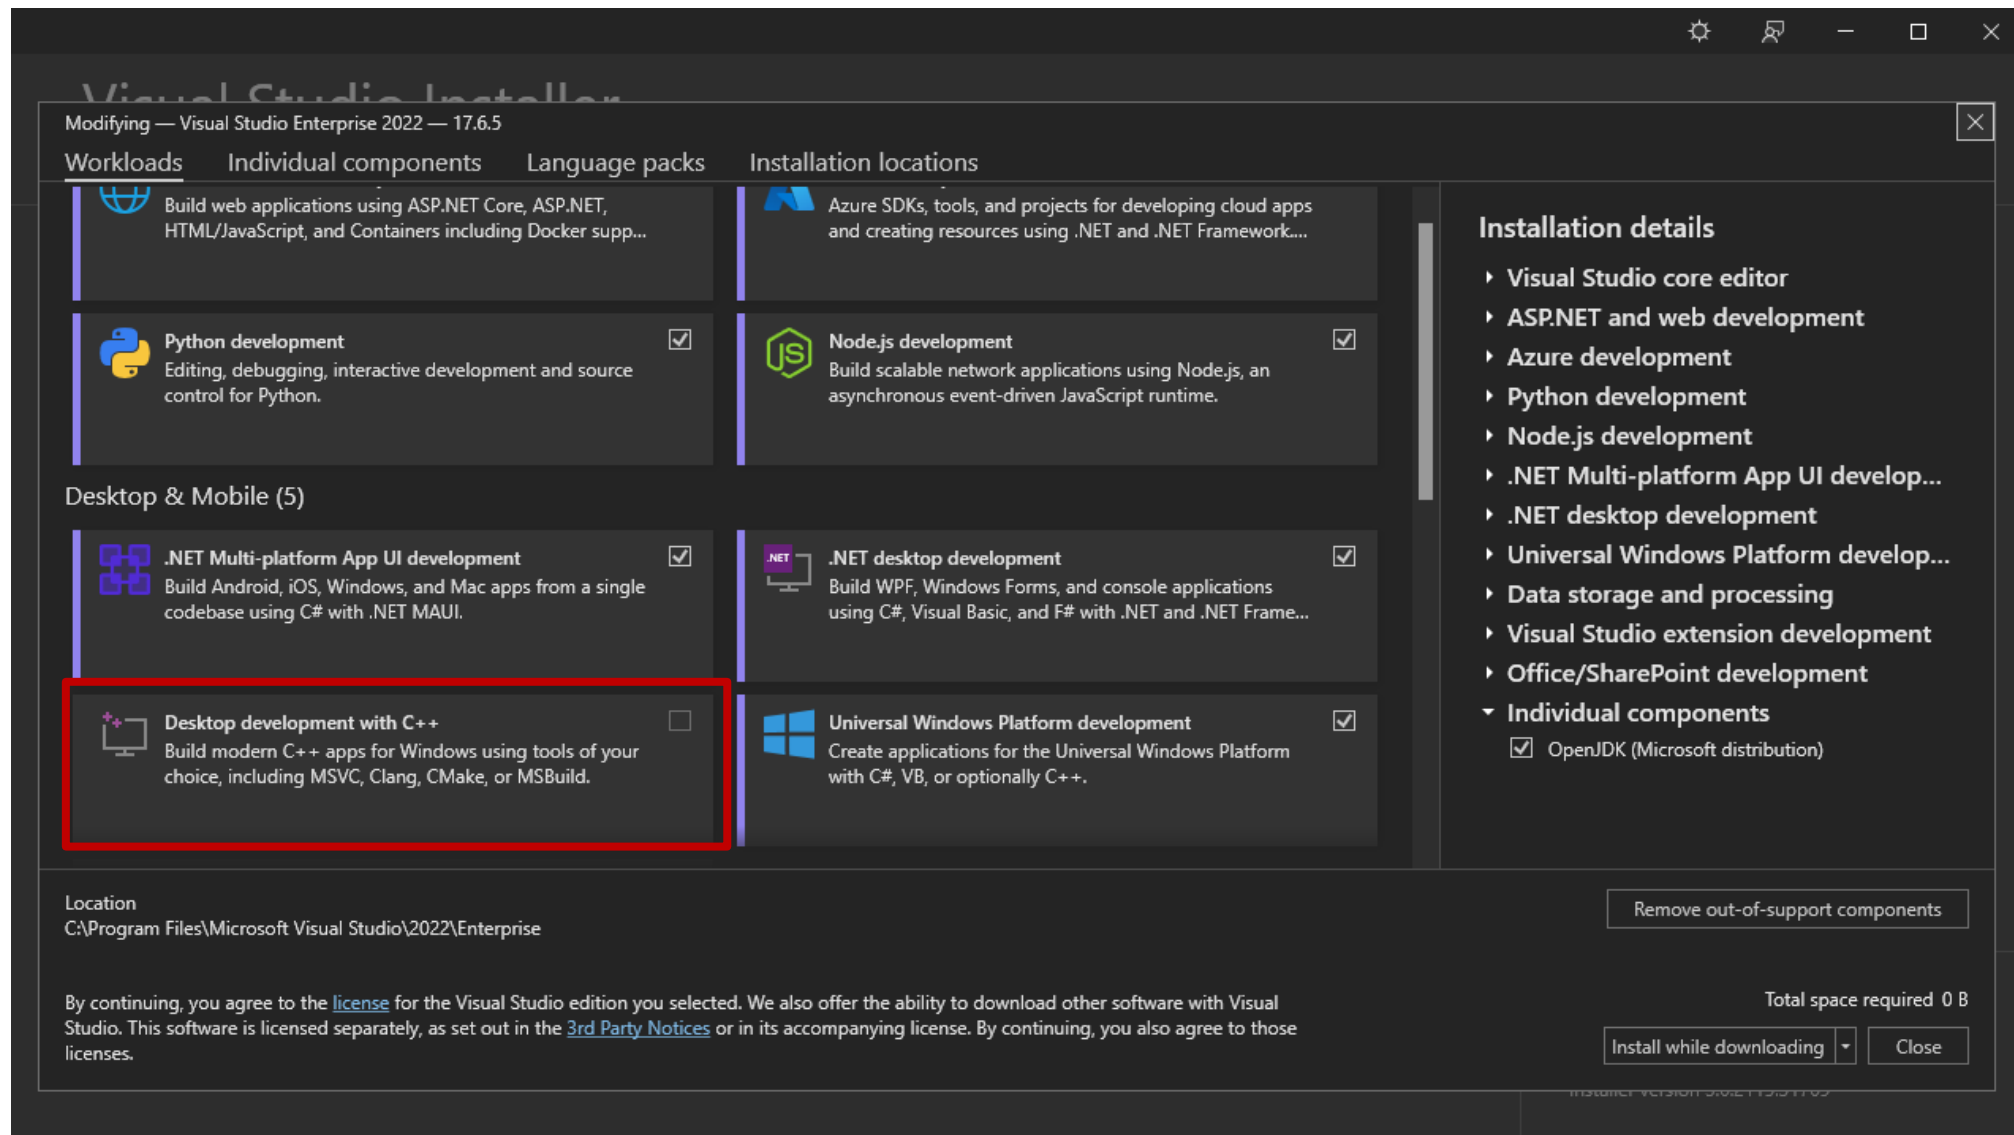 Visual Studio Installer
Modifying — Visual Studio Enterprise 2022 — 17.6.5
Workloads
Individual components
Language packs
Installation locations
Build web applications using ASP.NET Core, ASP.NET,
HTML/JavaScript, and Containers including Docker supp...
Azure SDKs, tools, and projects for developing cloud apps
and creating resources using .NET and .NET Framework....
Python development
Editing, debugging, interactive development and source
control for Python.
JS
Node.js development
Build scalable network applications using Node.js, an
asynchronous event-driven JavaScript runtime.
Desktop & Mobile (5)
.NET Multi-platform App UI development
Build Android, iOS, Windows, and Mac apps from a single
codebase using C# with .NET MAUI.
.NET
.NET desktop development
Build WPF, Windows Forms, and console applications
using C#, Visual Basic, and F# with .NET and .NET Frame...
Desktop development with C++
Build modern C++ apps for Windows using tools of your
choice, including MSVC, Clang, CMake, or MSBuild.
Universal Windows Platform development
Create applications for the Universal Windows Platform
with C#, VB, or optionally C++.
Installation details
Visual Studio core editor
ASP.NET and web development
Azure development
Python development
Node.js development
.NET Multi-platform App UI develop...
.NET desktop development
Universal Windows Platform develop...
Data storage and processing
Visual Studio extension development
Office/SharePoint development
Individual components
OpenJDK (Microsoft distribution)
Location
C:\Program Files\Microsoft Visual Studio\2022\Enterprise
Remove out-of-support components
By continuing, you agree to the license for the Visual Studio edition you selected. We also offer the ability to download other software with Visual
Studio. This software is licensed separately, as set out in the 3rd Party Notices or in its accompanying license. By continuing, you also agree to those
licenses.
Total space required 0 B
Install while downloading
Close